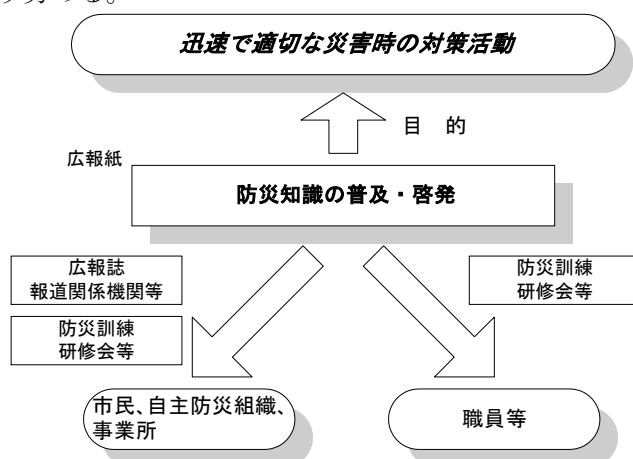 迅速で適切な災害時の対策活動
目 的
広報紙
防災知識の普及・啓発
広報誌
報道関係機関等
防災訓練
研修会等
防災訓練
研修会等
市民、自主防災組織、
事業所
職員等